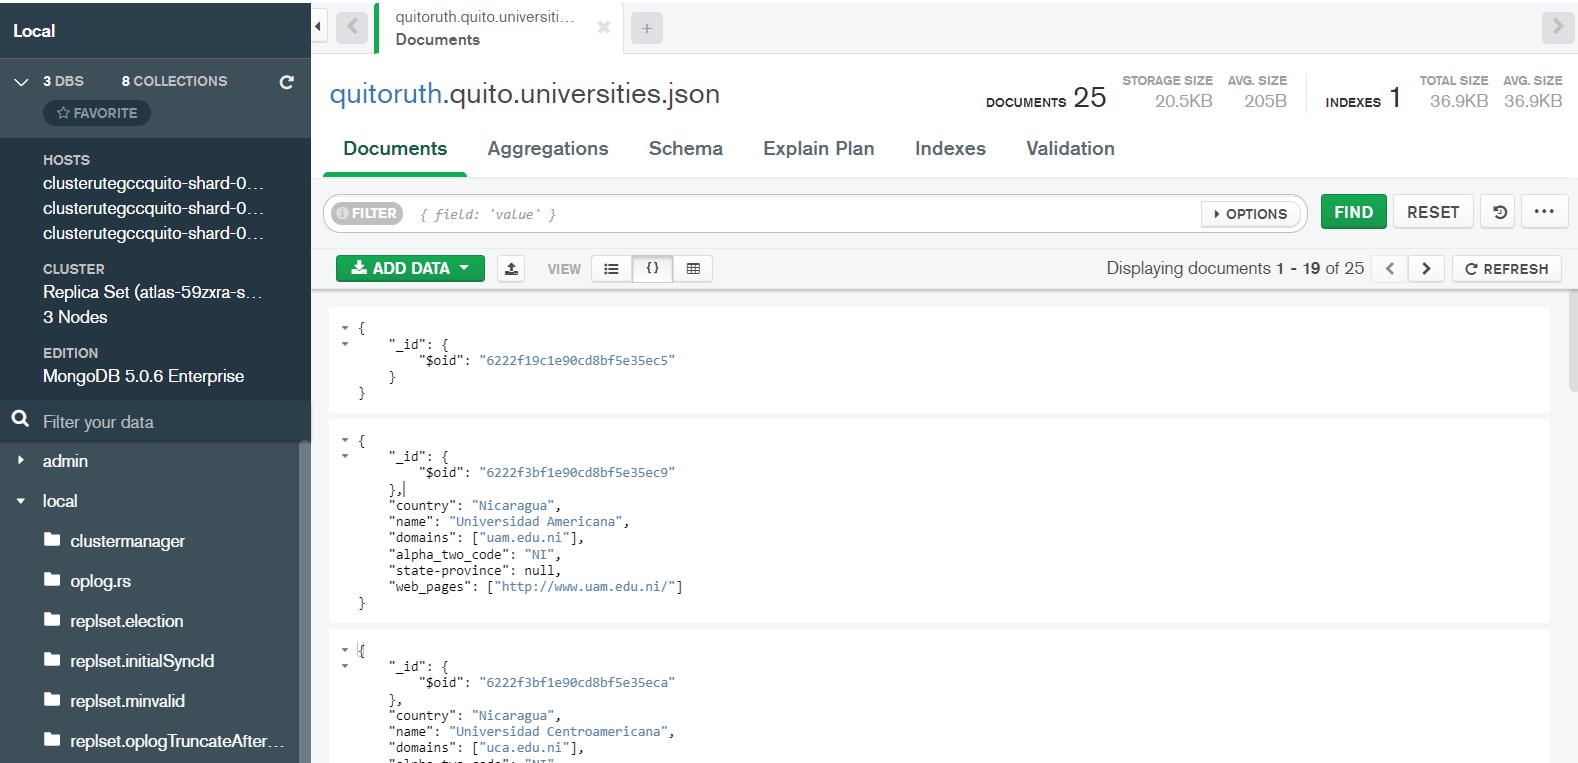 Local
3 DBS 8 COLLECTIONS
FAVORITE
HOSTS
clusterutegccquito-shard-0...
clusterutegccquito-shard-0...
clusterutegccquito-shard-0...
CLUSTER
Replica Set (atlas-59zxra-s...
3 Nodes
EDITION
MongoDB 5.0.6 Enterprise
Filter your data
admin
local
clustermanager
oplog.rs
replset.election
replset.initialSyncId
replset.minvalid
replset.oplogTruncateAfter...
quitoruth.quito.universiti...
Documents
quitoruth.quito.universities.json
DOCUMENTS 25
STORAGE SIZE AVG. SIZE
20.5KB 205B
INDEXES 1
TOTAL SIZE AVG. SIZE
36.9KB 36.9KB
Documents Aggregations Schema Explain Plan Indexes Validation
FILTER { field: 'value' } OPTIONS FIND RESET ...
ADD DATA VIEW {} Displaying documents 1 - 19 of 25 < > REFRESH
{
"_id": {
"$oid": "6222f19c1e90cd8bf5e35ec5"
}
}
{
"_id": {
"$oid": "6222f3bf1e90cd8bf5e35ec9"
},
"country": "Nicaragua",
"name": "Universidad Americana",
"domains": ["uam.edu.ni"],
"alpha_two_code": "NI",
"state-province": null,
"web_pages": ["http://www.uam.edu.ni/"]
}
{
"_id": {
"$oid": "6222f3bf1e90cd8bf5e35eca"
},
"country": "Nicaragua",
"name": "Universidad Centroamericana",
"domains": ["uca.edu.ni"],
"alpha_two_code": "NI",